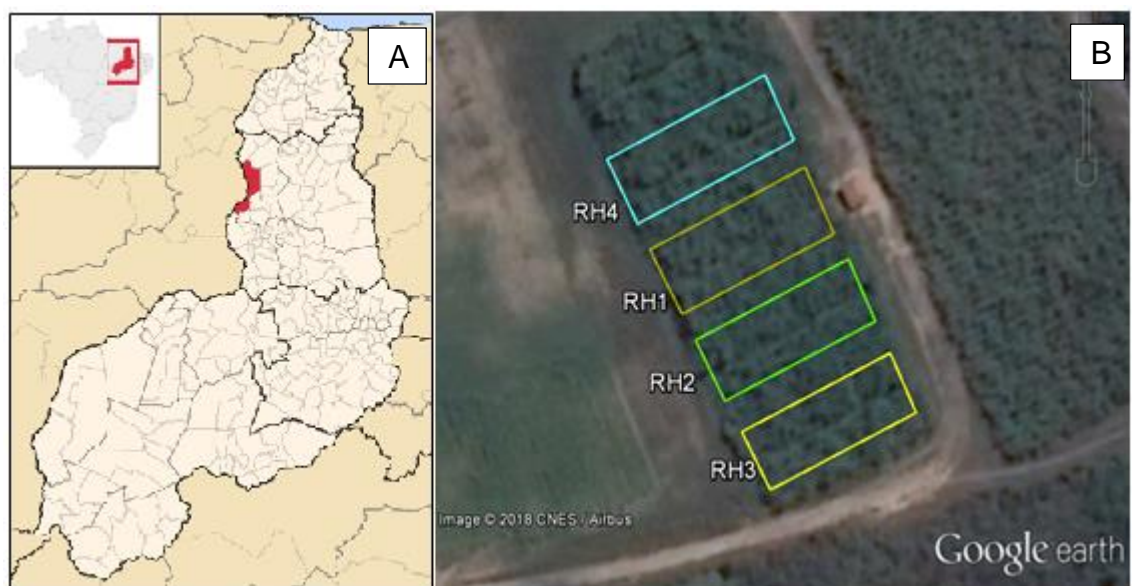 A
B
RH4
RH1
RH2
RH3
Image © 2018 CNES / Airbus
Google earth